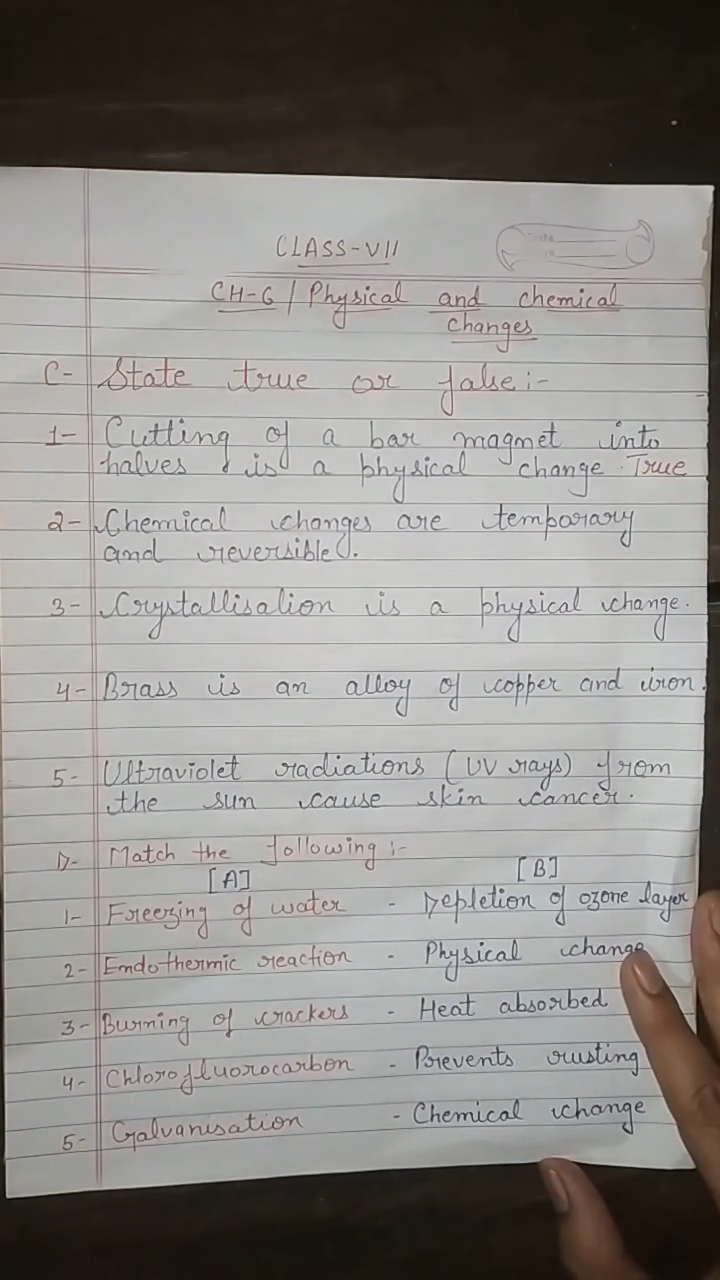 CLASS-VII
CH-6 / Physical and chemical
changes
C- State true or false:-
1- Cutting of a bar magnet into
halves is a physical change. True
2- Chemical changes are temporary
and reversible.
3- Crystallisation is a physical change.
4- Brass is an alloy of copper and iron.
5- Ultraviolet radiations (UV rays) from
the sun cause skin cancer.
D- Match the following:-
[A] [B]
1- Freezing of water - Depletion of ozone layer
2- Endothermic reaction - Physical change
3- Burning of crackers - Heat absorbed
4- Chlorofluorocarbon - Prevents rusting
5- Galvanisation - Chemical change